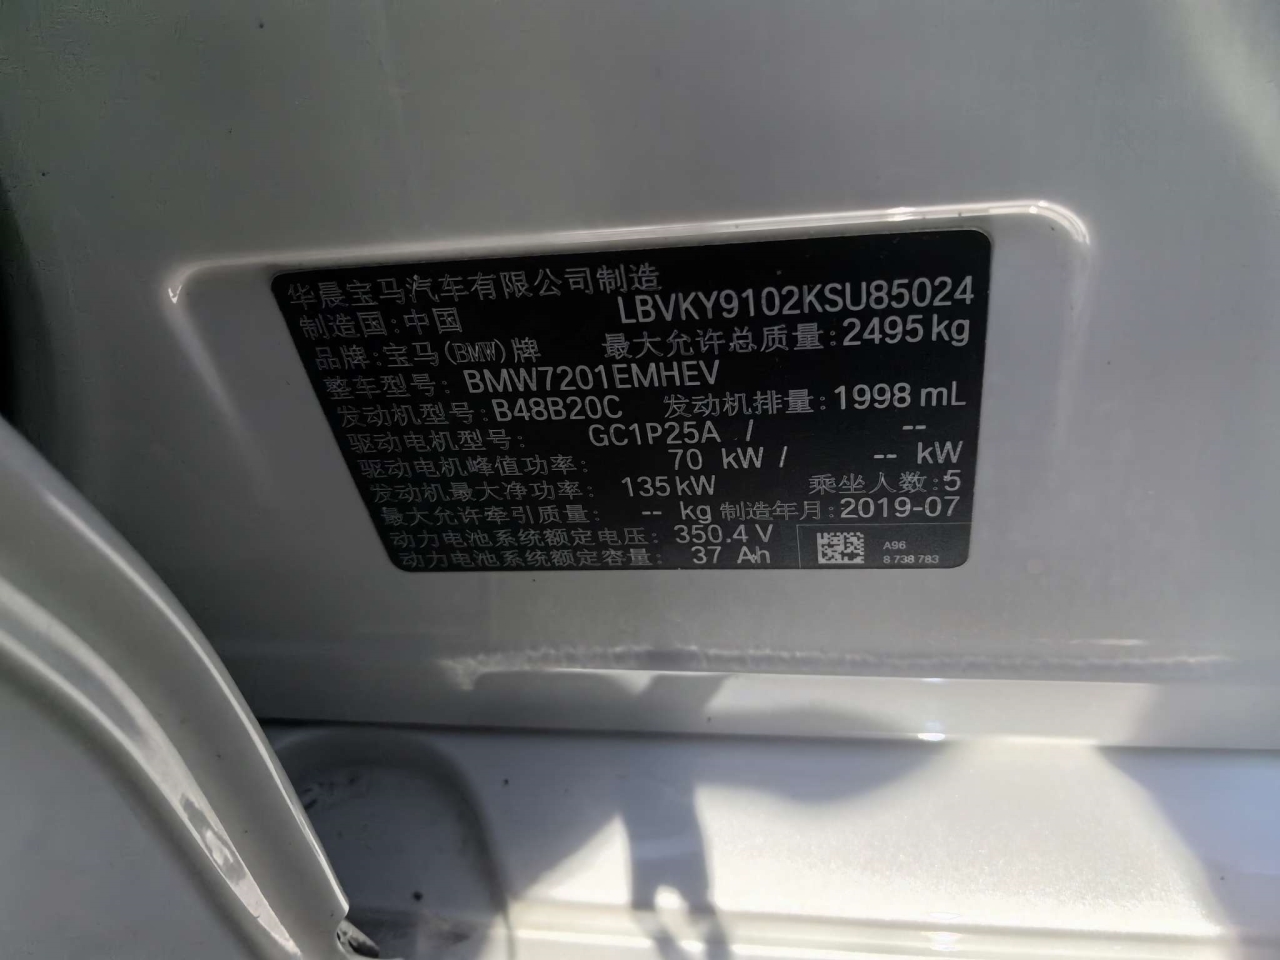 华晨宝马汽车有限公司制造
制造国:中国 LBVKY9102KSU85024
品牌:宝马(BMW)牌 最大允许总质量:2495kg
整车型号:BMW7201EMHEV
发动机型号:B48B20C 发动机排量:1998 mL
驱动电机型号: GC1P25A / --
驱动电机峰值功率: 70 kW / -- kW
发动机最大净功率: 135kW 乘坐人数:5
最大允许牵引质量: -- kg 制造年月:2019-07
动力电池系统额定电压:350.4 V
动力电池系统额定容量: 37 Ah
A96
8 738 783